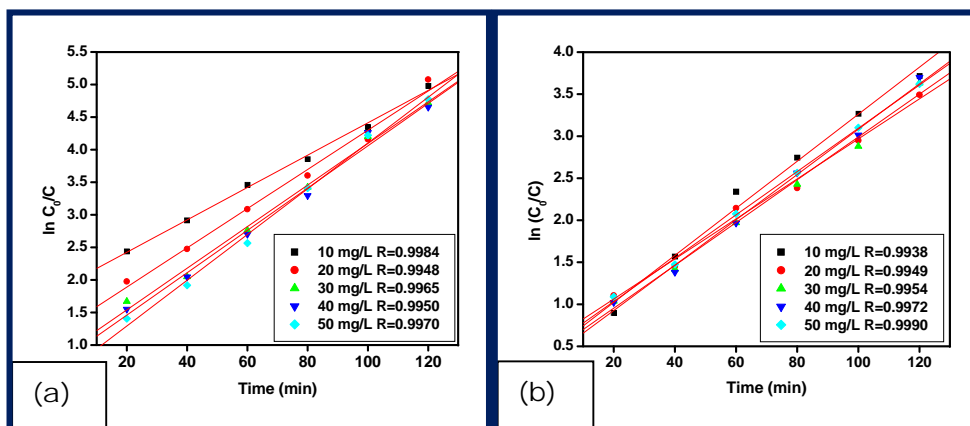 5.5
5.0
4.5
4.0
3.5
3.0
2.5
2.0
1.5
1.0
ln C₀/C
10 mg/L R=0.9984
20 mg/L R=0.9948
30 mg/L R=0.9965
40 mg/L R=0.9950
50 mg/L R=0.9970
20 40 60 80 100 120
Time (min)
(a)
4.0
3.5
3.0
2.5
2.0
1.5
1.0
0.5
ln (C₀/C)
10 mg/L R=0.9938
20 mg/L R=0.9949
30 mg/L R=0.9954
40 mg/L R=0.9972
50 mg/L R=0.9990
20 40 60 80 100 120
Time (min)
(b)